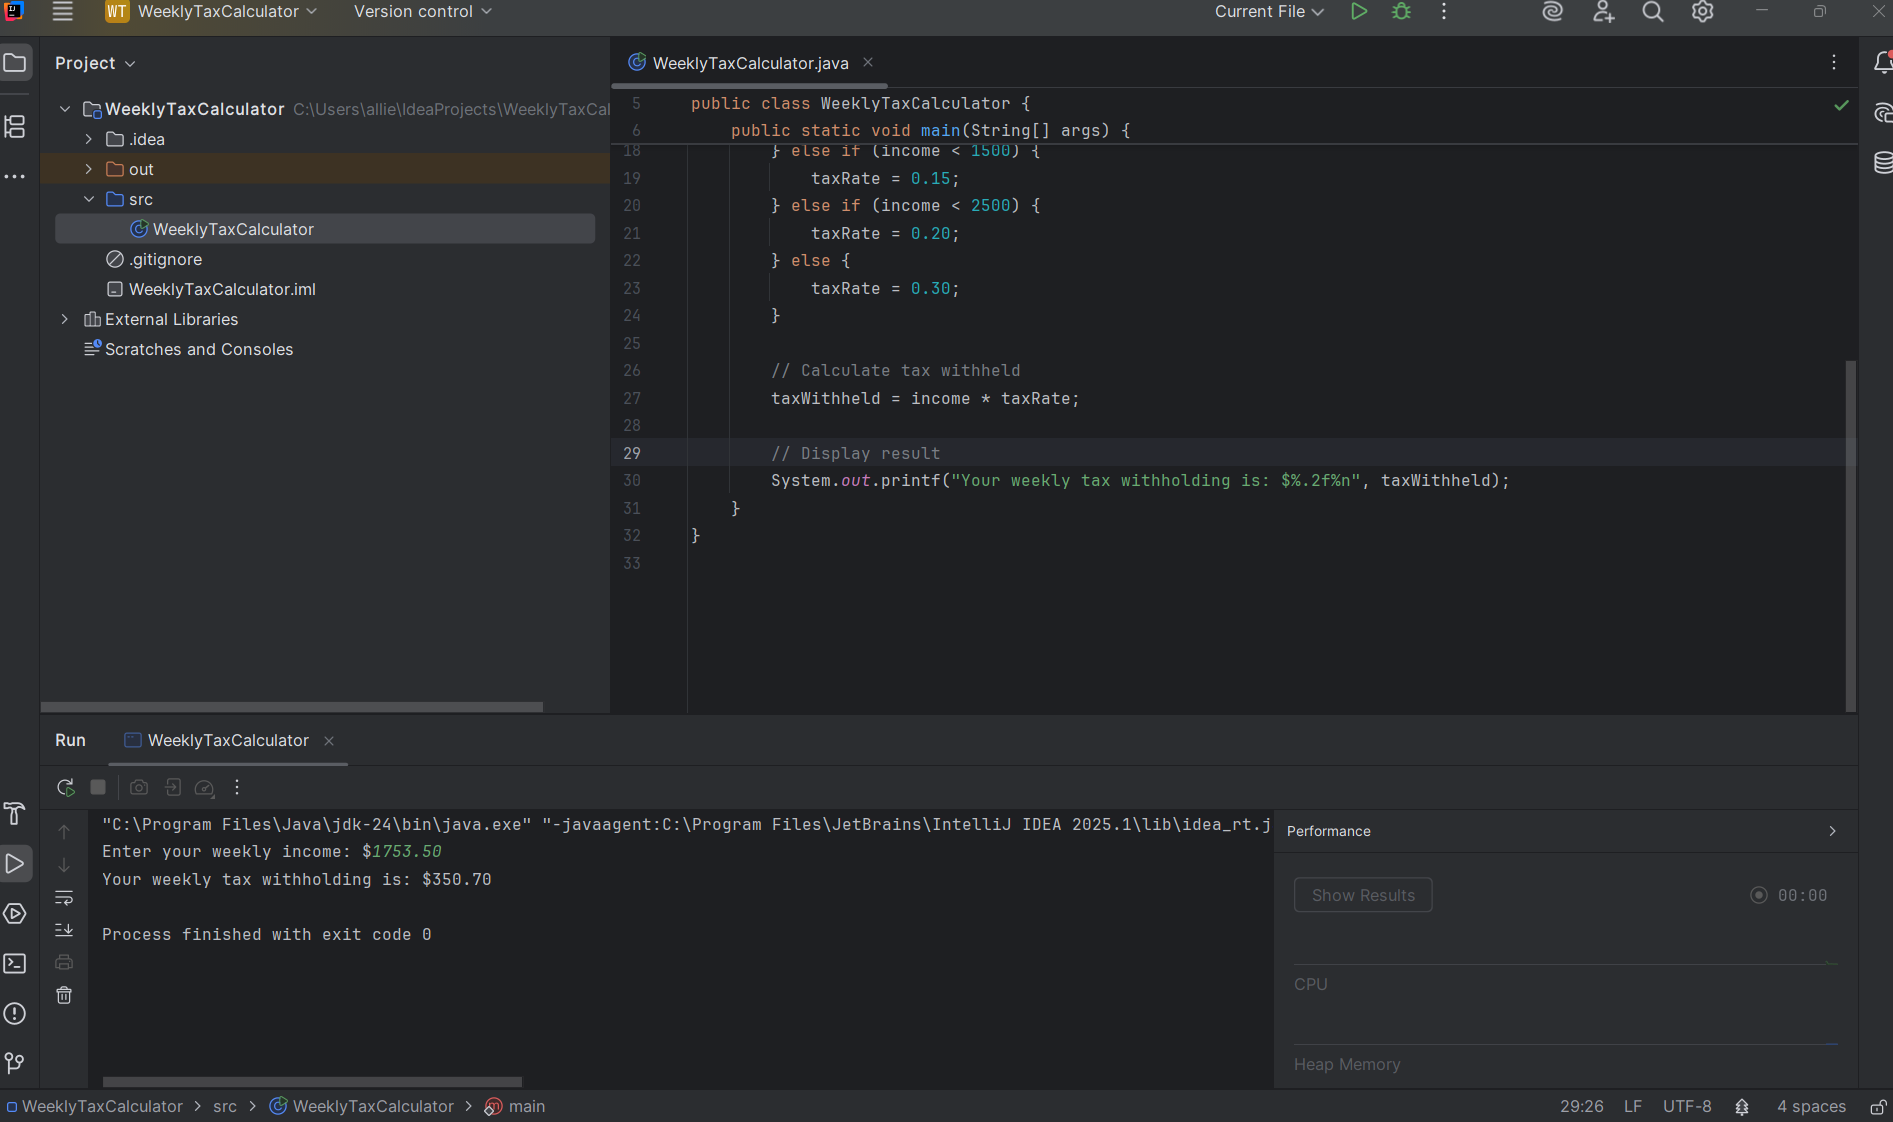 WT WeeklyTaxCalculator Version control Current File
Project
WeeklyTaxCalculator C:\Users\allie\IdeaProjects\WeeklyTaxCal
.idea
out
src
WeeklyTaxCalculator
.gitignore
WeeklyTaxCalculator.iml
External Libraries
Scratches and Consoles
WeeklyTaxCalculator.java
5 public class WeeklyTaxCalculator {
6 public static void main(String[] args) {
18 } else if (income < 1500) {
19 taxRate = 0.15;
20 } else if (income < 2500) {
21 taxRate = 0.20;
22 } else {
23 taxRate = 0.30;
24 }
25
26 // Calculate tax withheld
27 taxWithheld = income * taxRate;
28
29 // Display result
30 System.out.printf("Your weekly tax withholding is: $%.2f%n", taxWithheld);
31 }
32 }
33
Run WeeklyTaxCalculator
"C:\Program Files\Java\jdk-24\bin\java.exe" "-javaagent:C:\Program Files\JetBrains\IntelliJ IDEA 2025.1\lib\idea_rt.j
Enter your weekly income: $1753.50
Your weekly tax withholding is: $350.70
Process finished with exit code 0
Performance
Show Results 00:00
CPU
Heap Memory
WeeklyTaxCalculator > src > WeeklyTaxCalculator > main 29:26 LF UTF-8 4 spaces